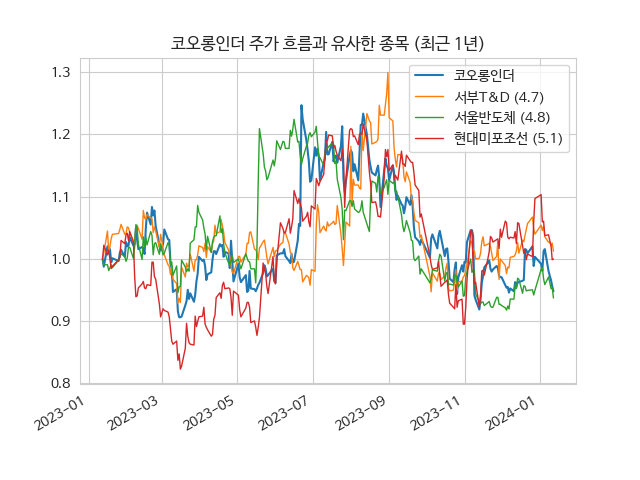 코오롱인더 주가 흐름과 유사한 종목 (최근 1년)
1.3
1.2
1.1
1.0
0.9
0.8
코오롱인더
서부T&D (4.7)
서울반도체 (4.8)
현대미포조선 (5.1)
2023-01
2023-03
2023-05
2023-07
2023-09
2023-11
2024-01